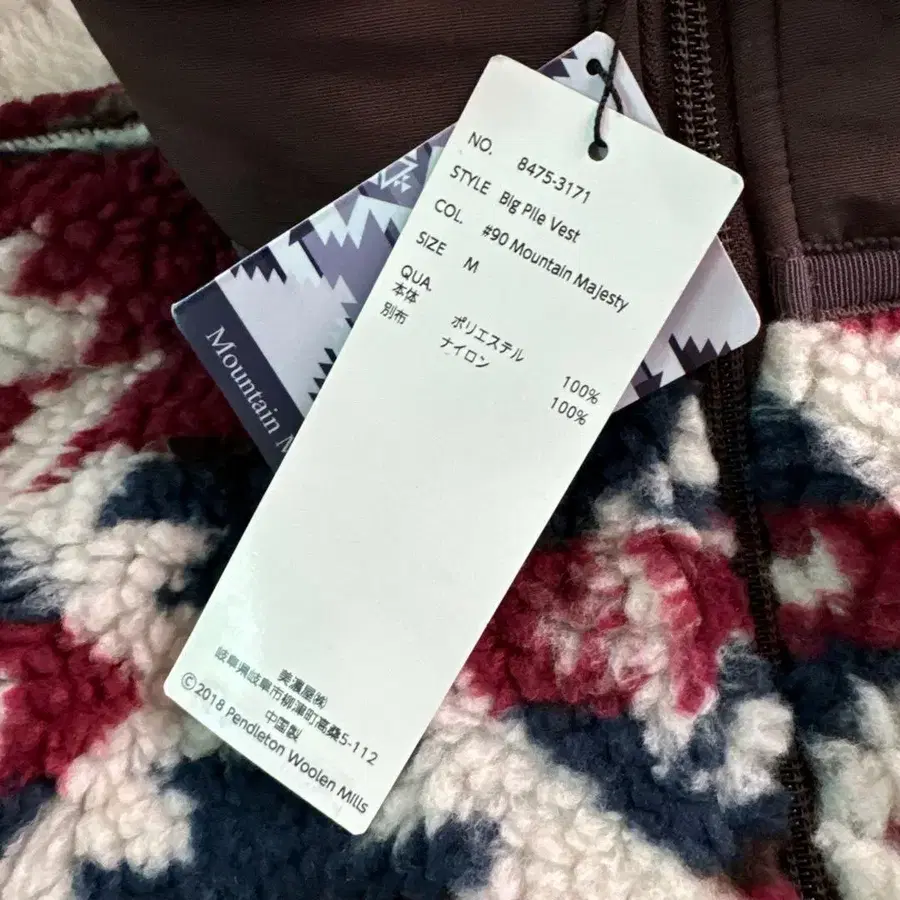 NO. 8475-3171
STYLE Big Pile Vest
COL. #90 Mountain Majesty
SIZE M
QUA.
本体 ポリエステル 100%
別布 ナイロン 100%
美濃屋㈱
岐阜県岐阜市柳津町高桑5-112
中国製
©2018 Pendleton Woolen Mills
Mountain M